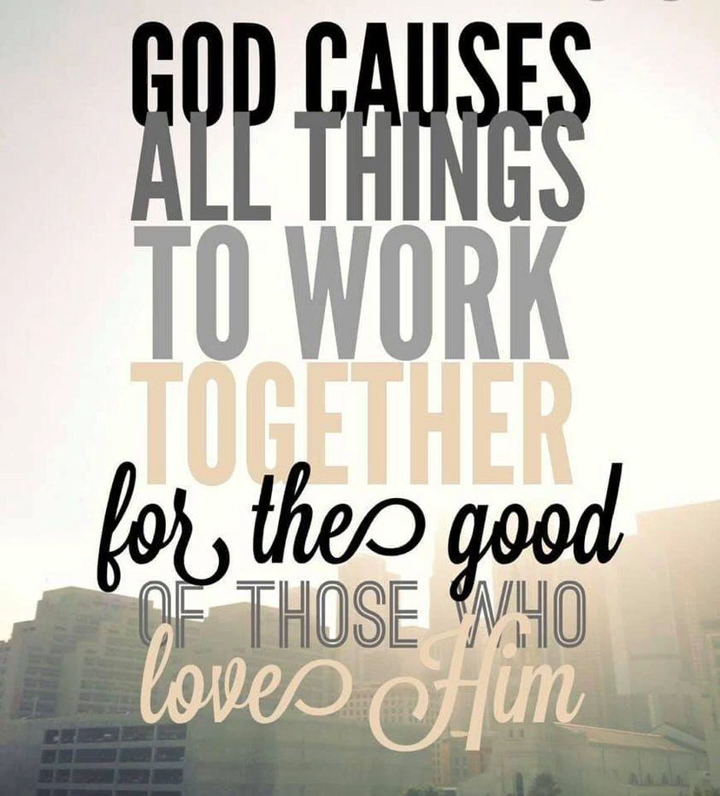 GOD CAUSES
ALL THINGS
TO WORK
TOGETHER
for the good
OF THOSE WHO
love Him